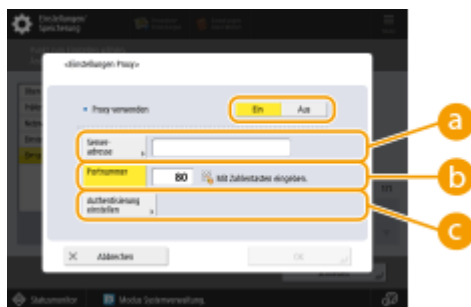 Einstellungen/
Speicherung
<Einstellungen Proxy>
Proxy verwenden
Ein
Aus
Server-
adresse
a
Portnummer
80
Mit Zahlentasten eingeben.
b
Authentisierung
einstellen
c
Abbrechen
OK
Statusmonitor
Modus Systemverwaltung.